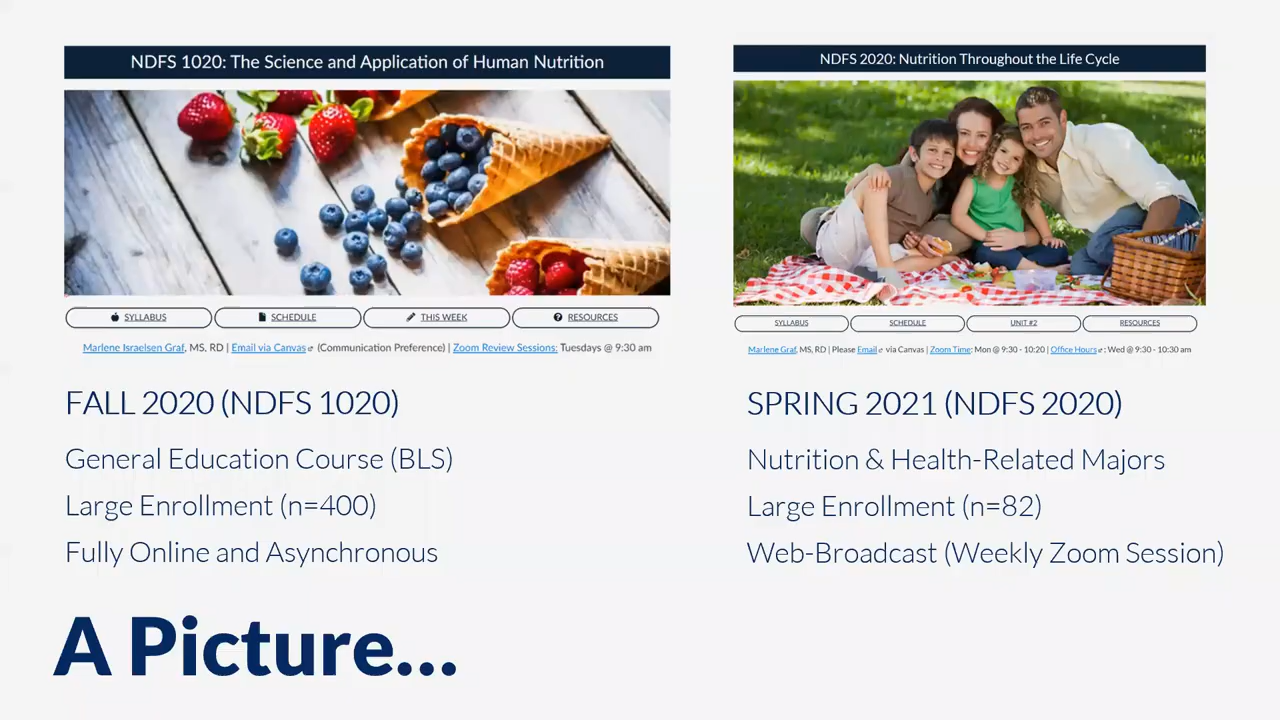 NDFS 1020: The Science and Application of Human Nutrition
SYLLABUS
SCHEDULE
THIS WEEK
RESOURCES
Marlene Israelsen Graf, MS, RD | Email via Canvas (Communication Preference) | Zoom Review Sessions: Tuesdays @ 9:30 am
FALL 2020 (NDFS 1020)
General Education Course (BLS)
Large Enrollment (n=400)
Fully Online and Asynchronous
NDFS 2020: Nutrition Throughout the Life Cycle
SYLLABUS
SCHEDULE
UNIT #2
RESOURCES
Marlene Graf, MS, RD | Please Email via Canvas | Zoom Time: Mon @ 9:30 - 10:20 | Office Hours : Wed @ 9:30 - 10:30 am
SPRING 2021 (NDFS 2020)
Nutrition & Health-Related Majors
Large Enrollment (n=82)
Web-Broadcast (Weekly Zoom Session)
A Picture...